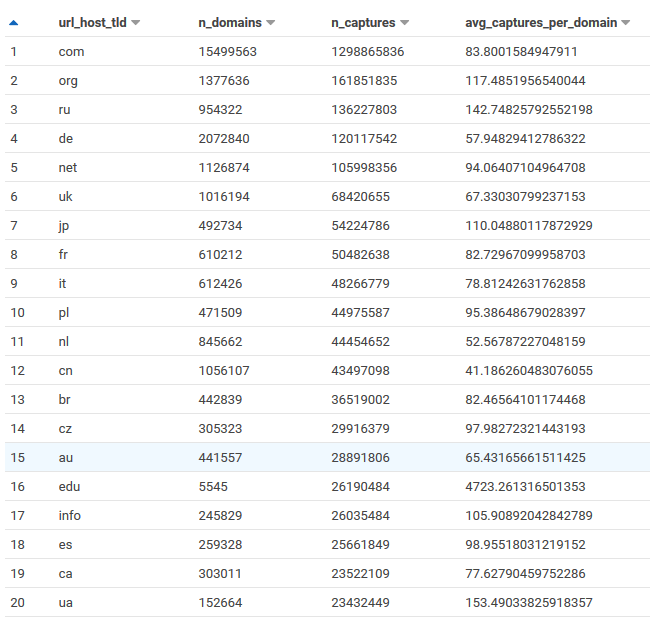 url_host_tld n_domains n_captures avg_captures_per_domain
1 com 15499563 1298865836 83.8001584947911
2 org 1377636 161851835 117.4851956540044
3 ru 954322 136227803 142.74825792552198
4 de 2072840 120117542 57.94829412786322
5 net 1126874 105998356 94.06407104964708
6 uk 1016194 68420655 67.33030799237153
7 jp 492734 54224786 110.04880117872929
8 fr 610212 50482638 82.72967099958703
9 it 612426 48266779 78.81242631762858
10 pl 471509 44975587 95.38648679028397
11 nl 845662 44454652 52.56787227048159
12 cn 1056107 43497098 41.186260483076055
13 br 442839 36519002 82.46564101174468
14 cz 305323 29916379 97.98272321443193
15 au 441557 28891806 65.43165661511425
16 edu 5545 26190484 4723.261316501353
17 info 245829 26035484 105.90892042842789
18 es 259328 25661849 98.95518031219152
19 ca 303011 23522109 77.62790459752286
20 ua 152664 23432449 153.49033825918357